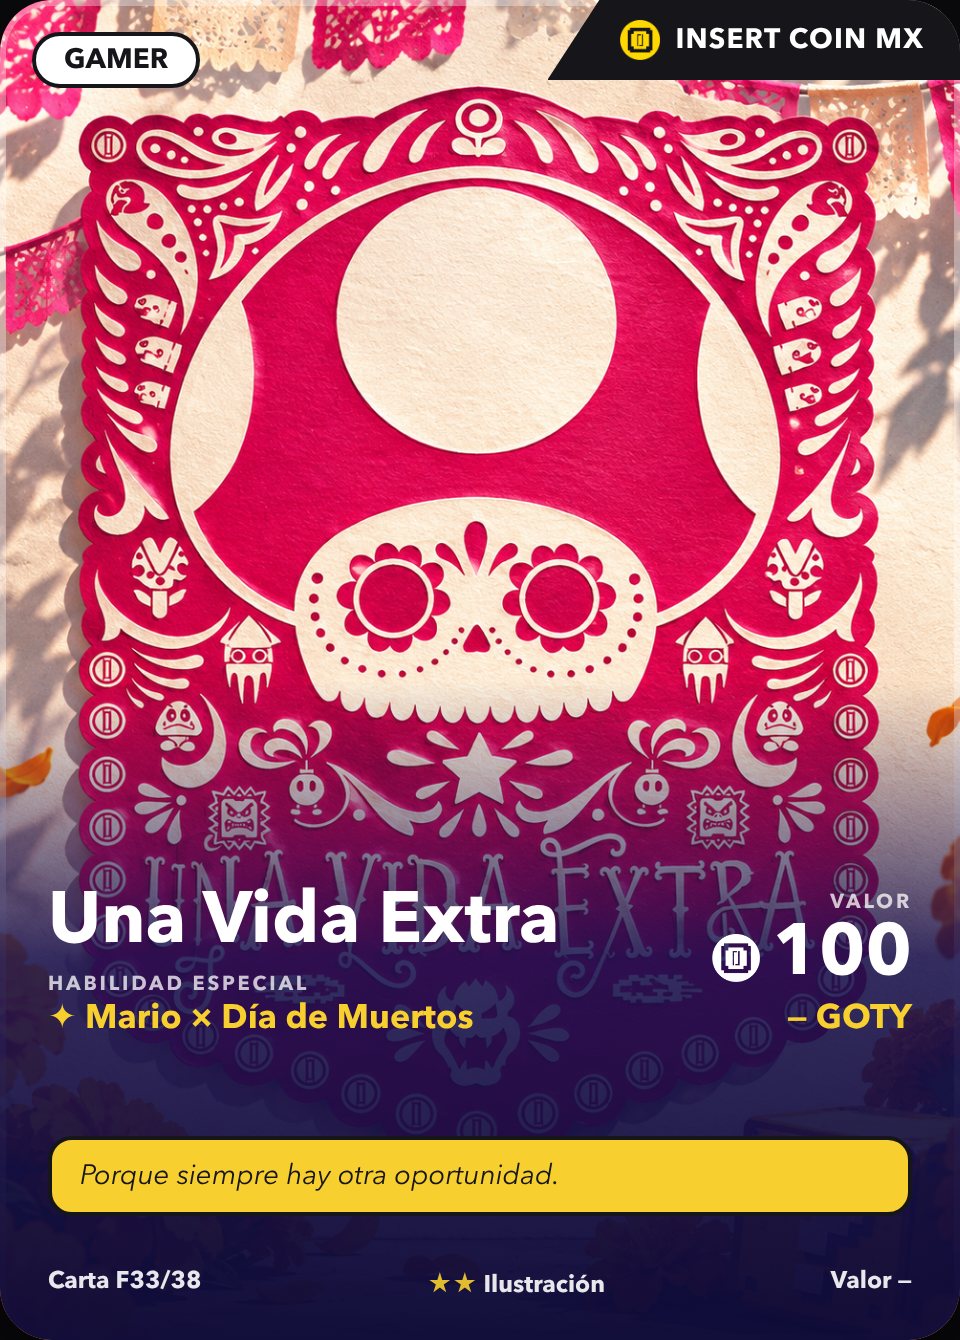 GAMER
INSERT COIN MX
UNA VIDA EXTRA
Una Vida Extra
VALOR
100
HABILIDAD ESPECIAL
✦ Mario × Día de Muertos
– GOTY
Porque siempre hay otra oportunidad.
Carta F33/38
★★ Ilustración
Valor –